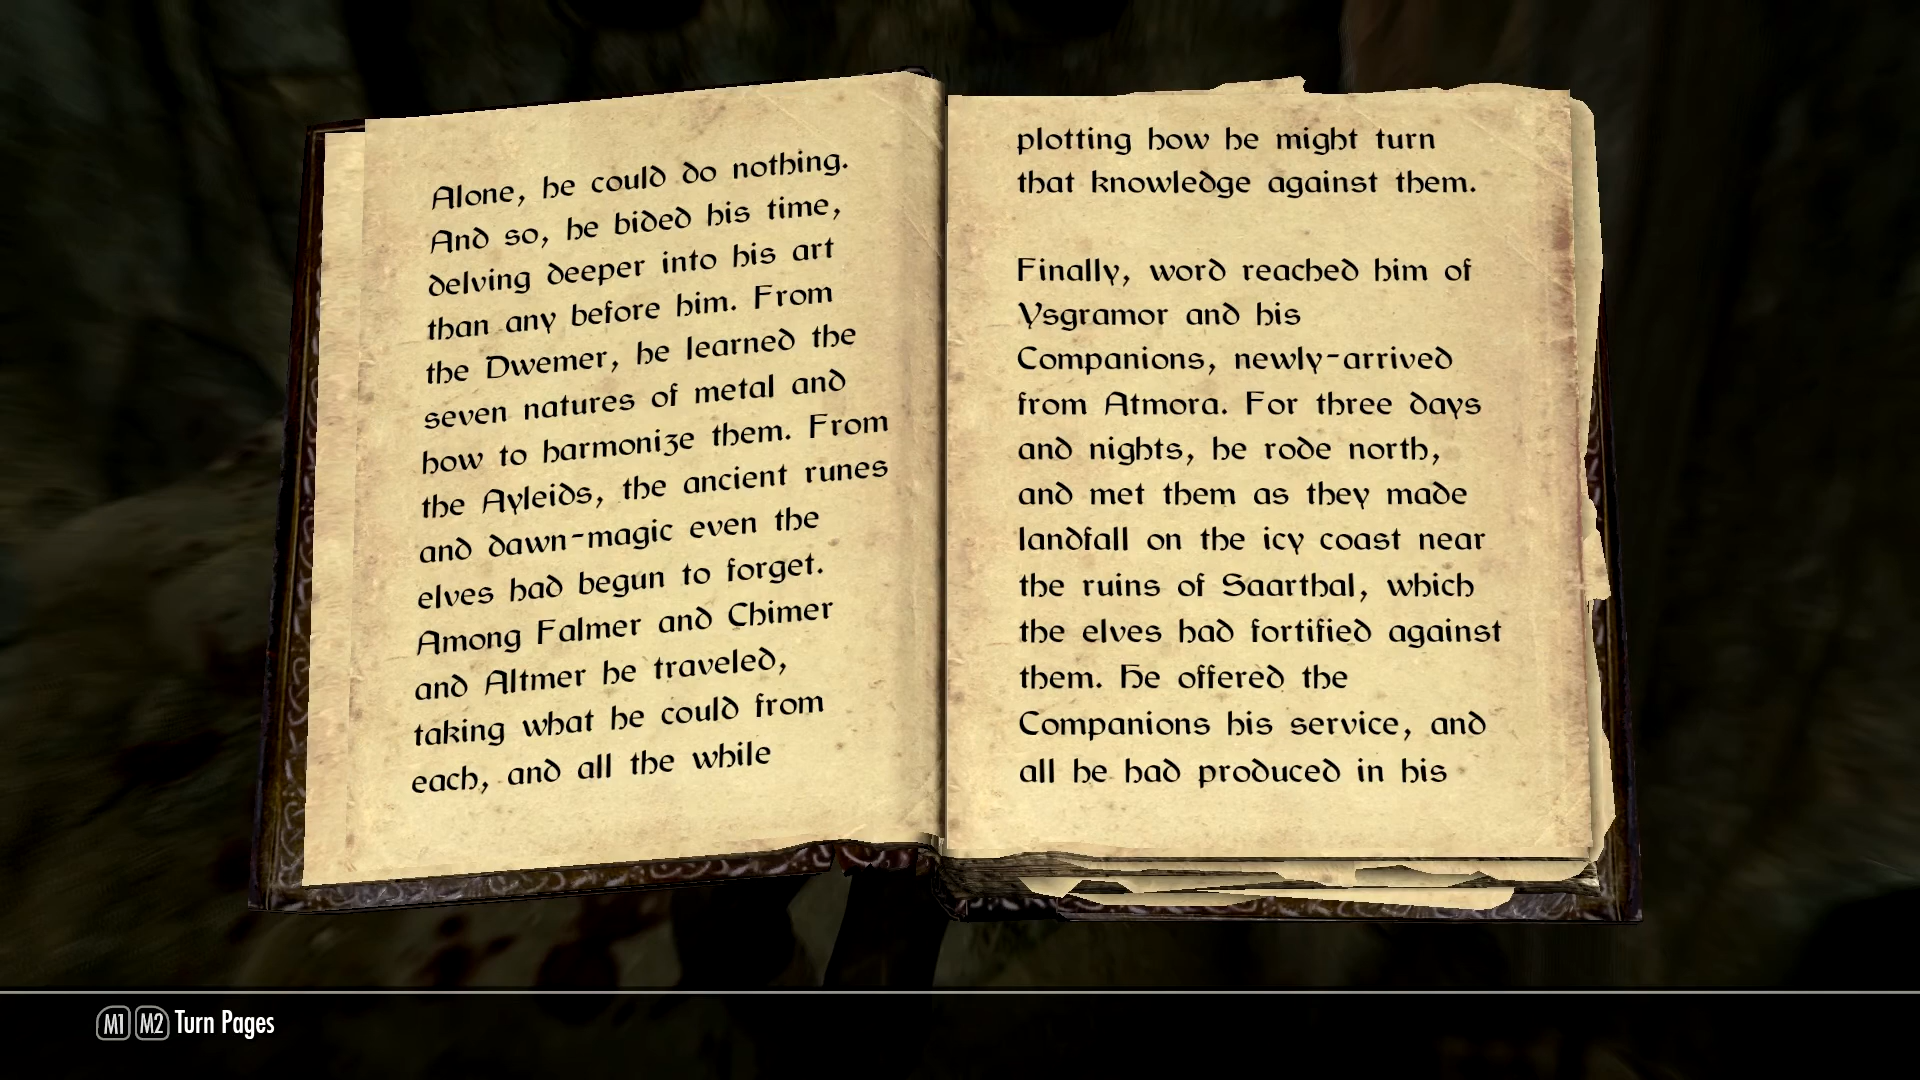 Alone, he could do nothing.
And so, he bided his time,
delving deeper into his art
than any before him. From
the Dwemer, he learned the
seven natures of metal and
how to harmonize them. From
the Ayleids, the ancient runes
and dawn-magic even the
elves had begun to forget.
Among Falmer and Chimer
and Altmer he traveled,
taking what he could from
each, and all the while
plotting how he might turn
that knowledge against them.
Finally, word reached him of
Ysgramor and his
Companions, newly-arrived
from Atmora. For three days
and nights, he rode north,
and met them as they made
landfall on the icy coast near
the ruins of Saarthal, which
the elves had fortified against
them. He offered the
Companions his service, and
all he had produced in his
M1 M2 Turn Pages